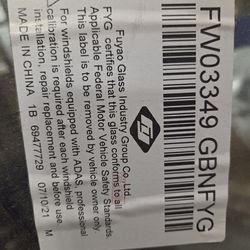 FW03349 GBNFYG
Fuyao Glass Industry Group Co., Ltd.
FYG certifies that this glass conforms to all
Applicable Federal Motor Vehicle Safety Standards
This label is to be removed by vehicle owner only.
For windshields equipped with ADAS, professional
calibration is required after each windshield
installation, repair, replacement and before use.
MADE IN CHINA 1B 68477729 07/10/21 M